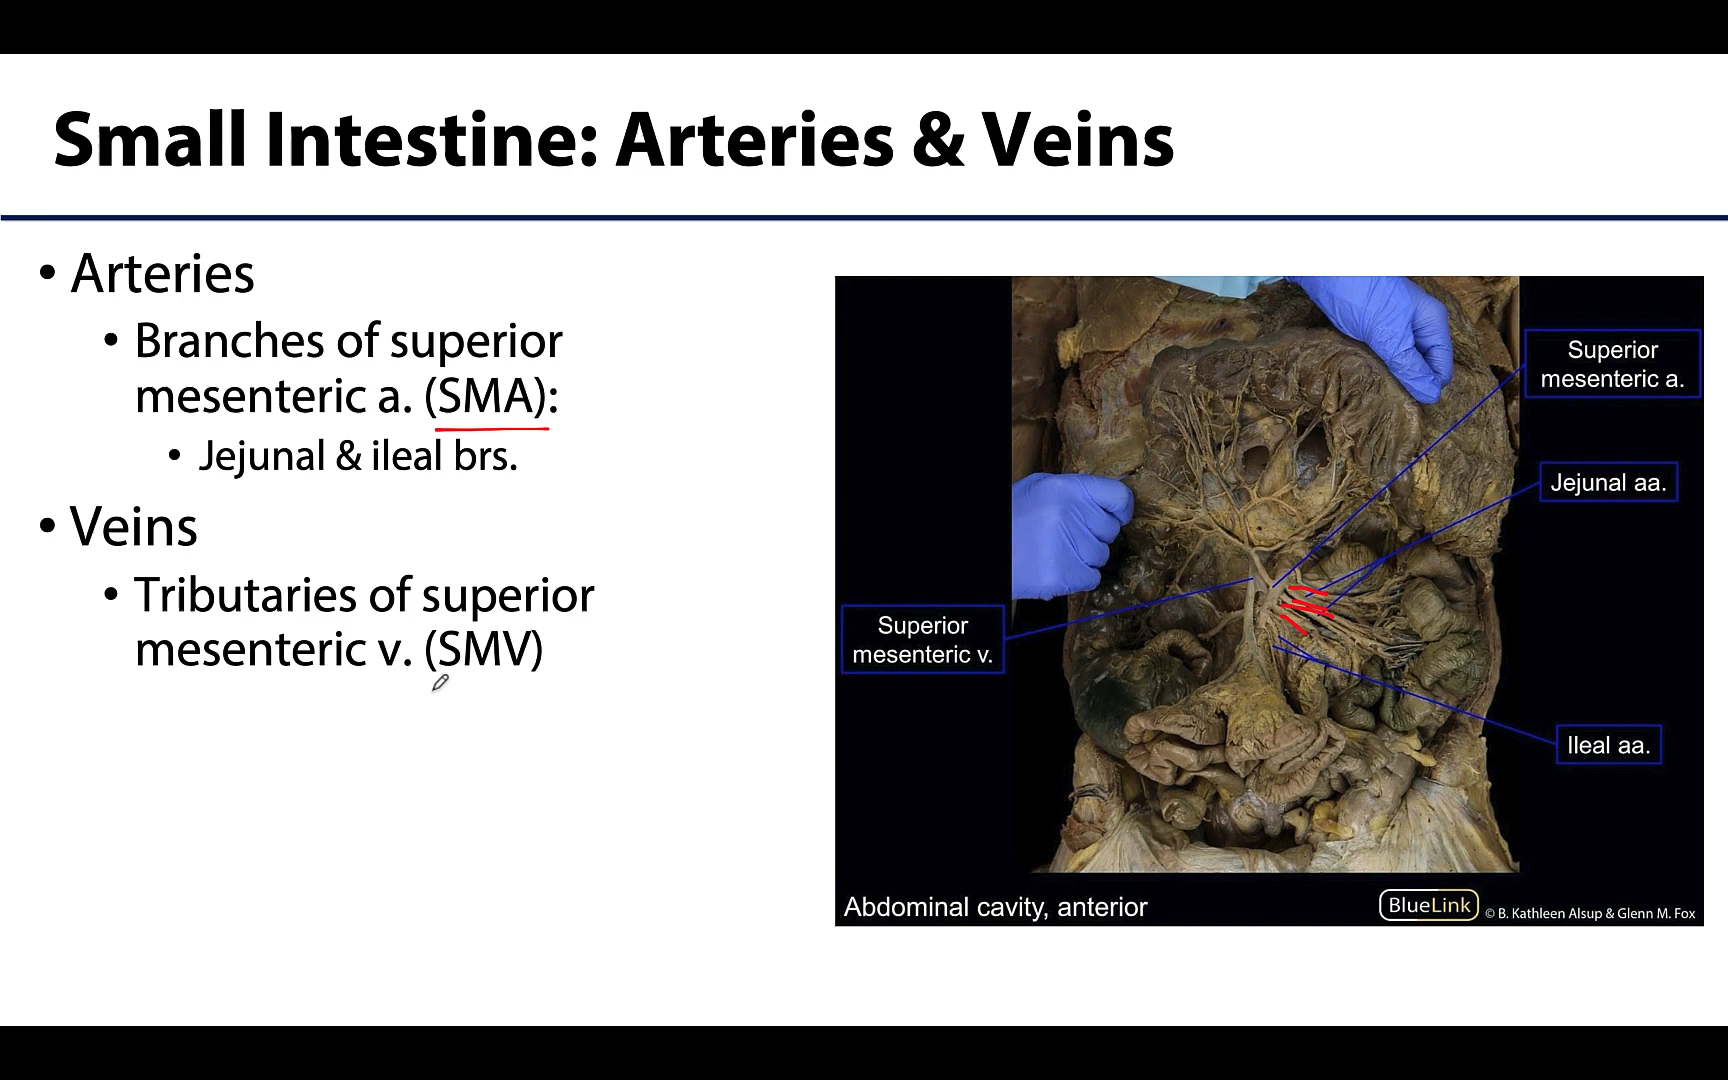 Small Intestine: Arteries & Veins
• Arteries
• Branches of superior
mesenteric a. (SMA):
• Jejunal & ileal brs.
• Veins
• Tributaries of superior
mesenteric v. (SMV)
Superior
mesenteric a.
Jejunal aa.
Superior
mesenteric v.
Ileal aa.
Abdominal cavity, anterior
BlueLink © B. Kathleen Alsup & Glenn M. Fox